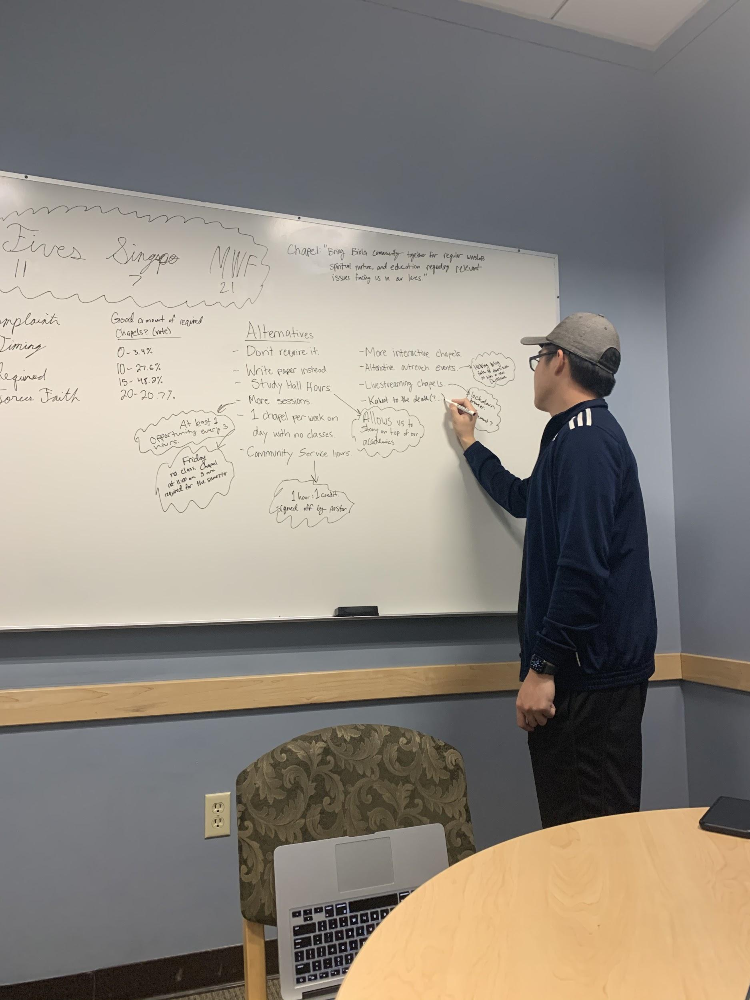 Fives Singspo MWF
11 7 21
Chapel: "Bring Biola community together for regular worship,
spiritual nurture, and education regarding relevant
issues facing us in our lives."
omplaints
Timing
Required
Forces Faith
Good amount of required
Chapels? (vote)
0-3.4%
10-27.6%
15-48.2%
20-20.7%
Alternatives
- Don't require it.
- Write paper instead
- Study Hall Hours.
- More sessions.
- 1 chapel per week on
day with no classes.
- Community Service Hours.
At least 1
opportunity every 3
hours.
Friday
no class. Chapel
at 11:00 am. 5 are
required for the semester
1 hour = 1 credit.
signed off by pastor
Allows us to
stay on top of our
academics
- More interactive chapels.
- Alternative outreach events.
- Livestreaming chapels.
- Kahoot to the death(?...)
Helping bring
faith to such
as kids or new
Christians
lockdown
browser.